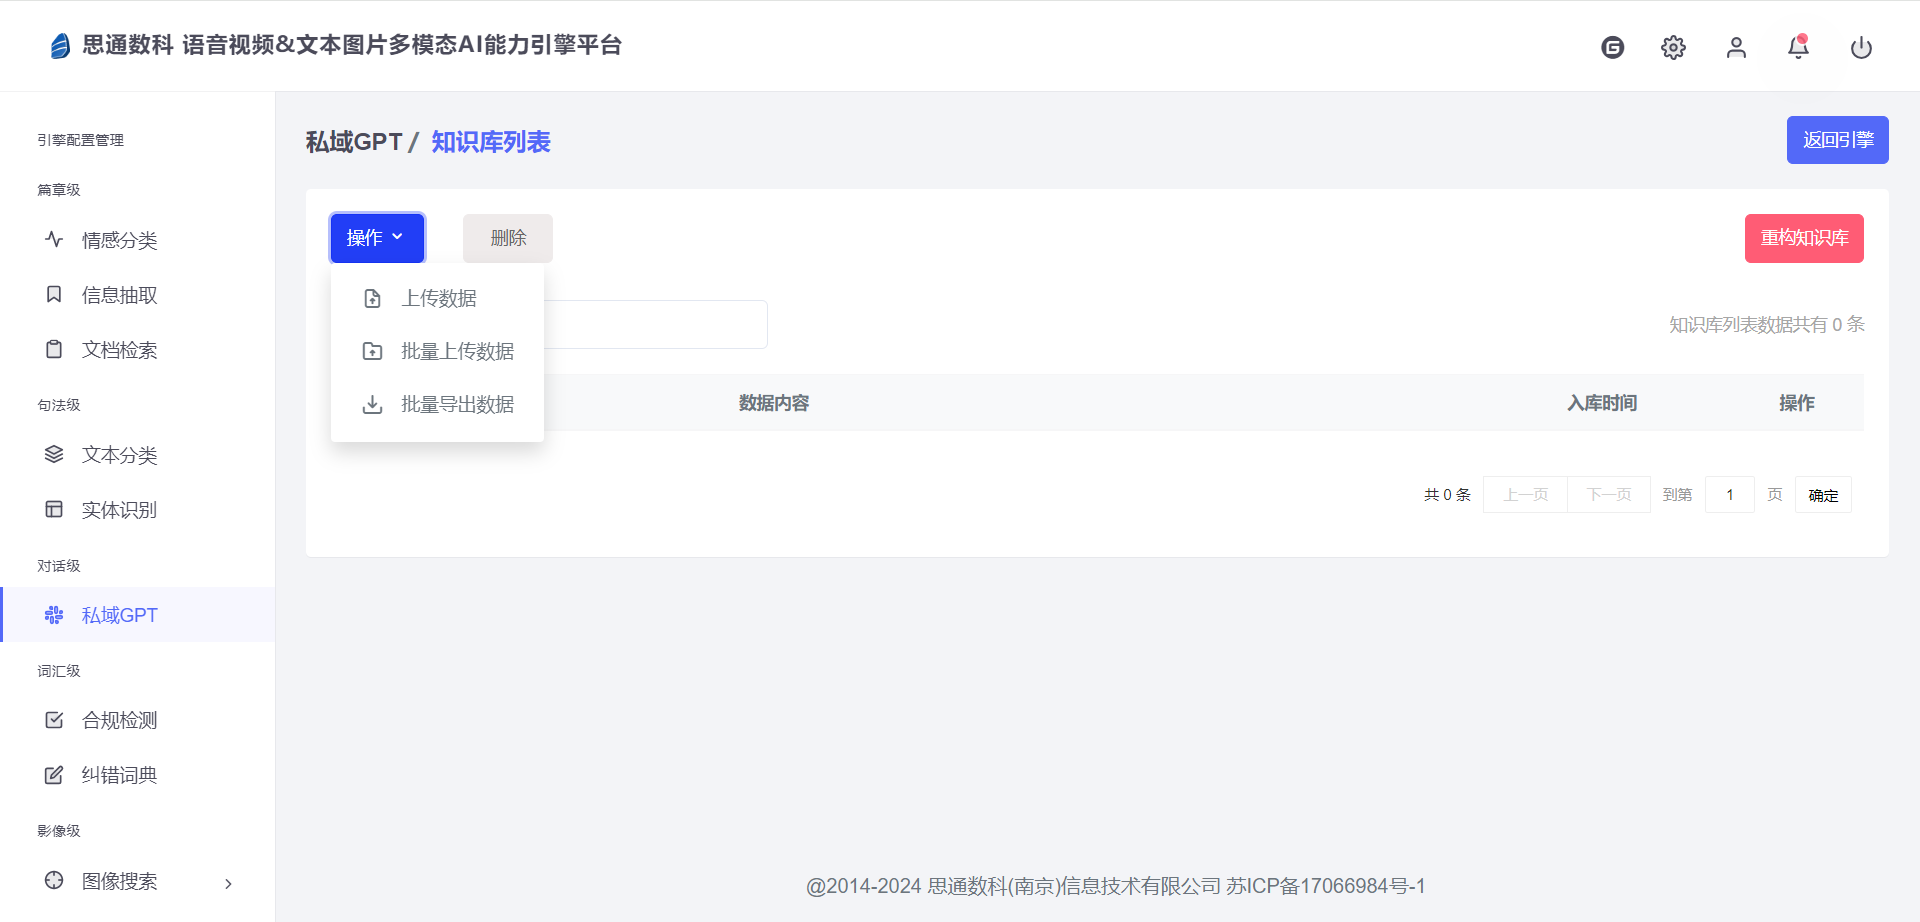 思通数科 语音视频&文本图片多模态AI能力引擎平台
引擎配置管理
篇章级
情感分类
信息抽取
文档检索
句法级
文本分类
实体识别
对话级
私域GPT
词汇级
合规检测
纠错词典
影像级
图像搜索
私域GPT / 知识库列表
返回引擎
操作
删除
重构知识库
上传数据
批量上传数据
批量导出数据
知识库列表数据共有 0 条
数据内容
入库时间
操作
共 0 条
上一页
下一页
到第
1
页
确定
@2014-2024 思通数科(南京)信息技术有限公司 苏ICP备17066984号-1